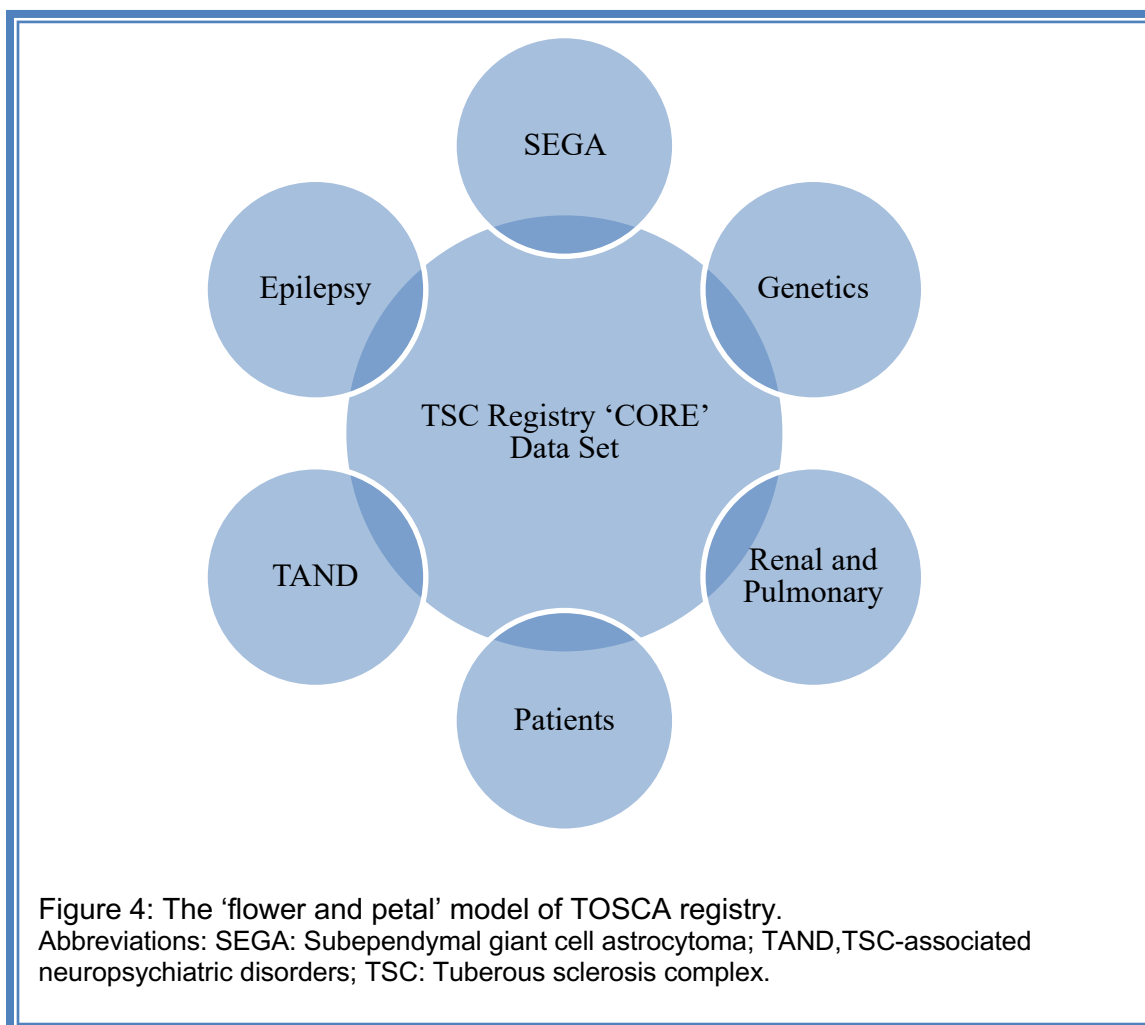 SEGA
Epilepsy
Genetics
TSC Registry ‘CORE’
Data Set
TAND
Renal and
Pulmonary
Patients
Figure 4: The ‘flower and petal’ model of TOSCA registry.
Abbreviations: SEGA: Subependymal giant cell astrocytoma; TAND,TSC-associated
neuropsychiatric disorders; TSC: Tuberous sclerosis complex.